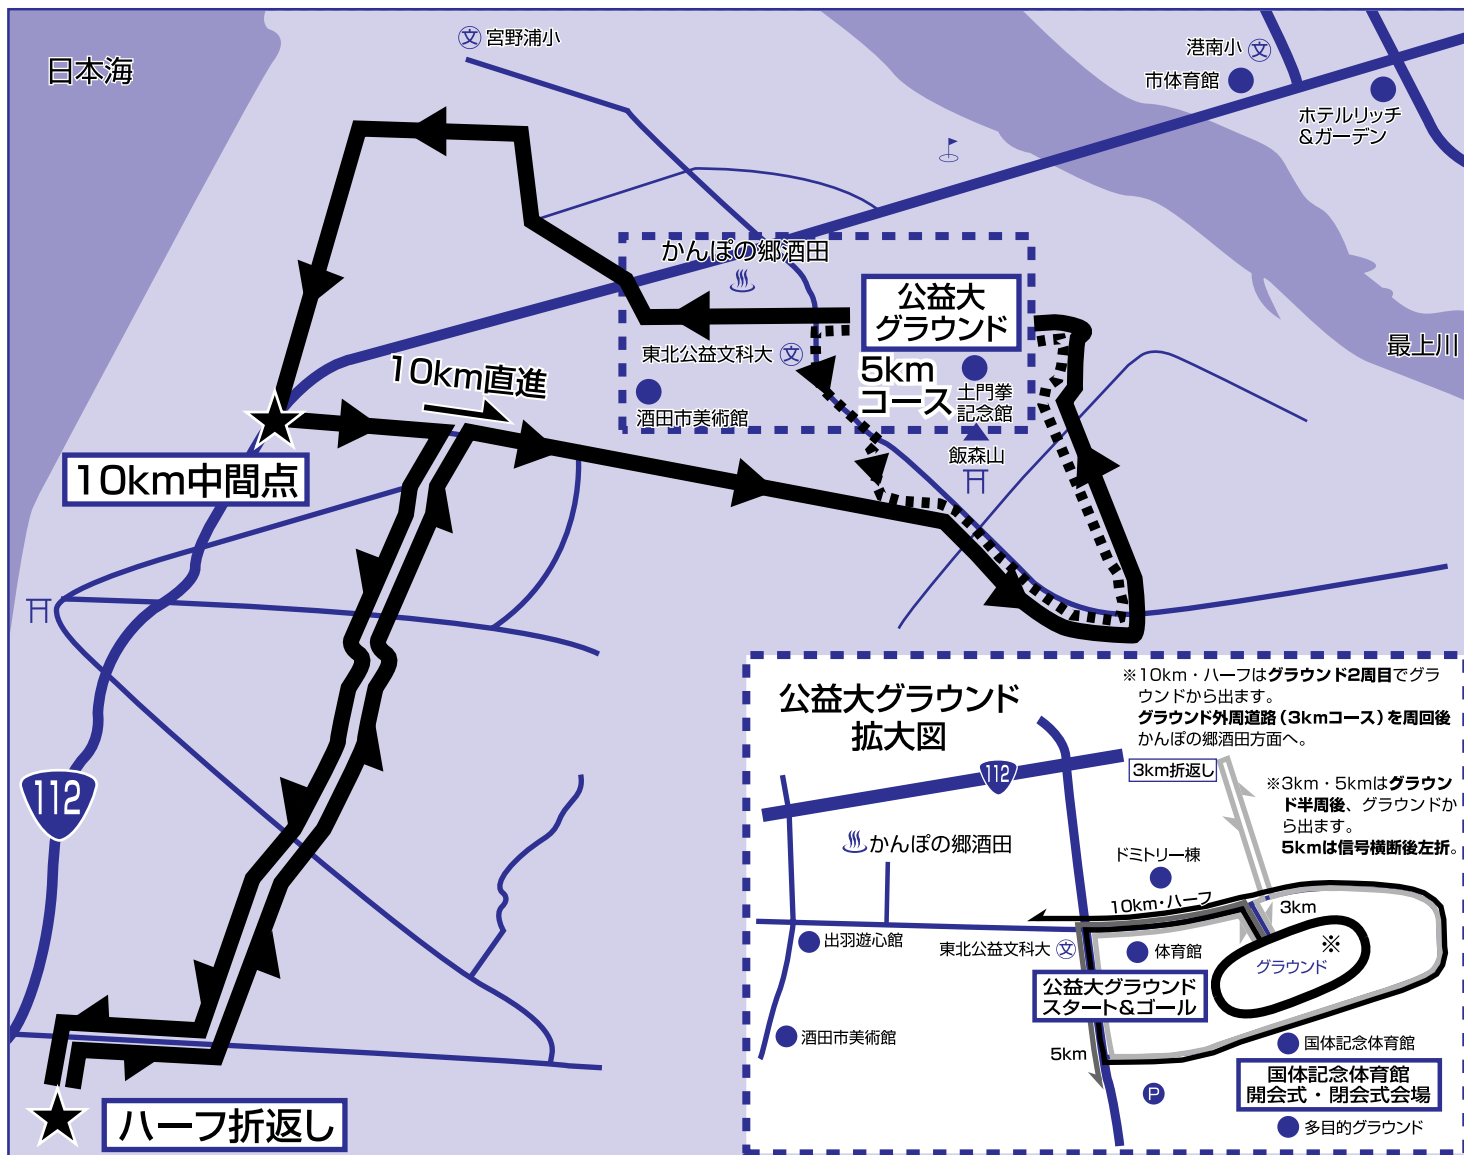 日本海
文 宮野浦小
港南小 文
市体育館
ホテルリッチ
&ガーデン
最上川
かんぽの郷酒田
公益大
グラウンド
東北公益文科大 文
5km
コース
土門拳
記念館
酒田市美術館
飯森山
10km直進
10km中間点
112
ハーフ折返し
公益大グラウンド
拡大図
※10km・ハーフはグラウンド2周目でグラ
ウンドから出ます。
グラウンド外周道路(3kmコース)を周回後
かんぽの郷酒田方面へ。
3km折返し
※3km・5kmはグラウン
ド半周後、グラウンドか
ら出ます。
5kmは信号横断後左折。
112
かんぽの郷酒田
ドミトリー棟
10km・ハーフ
3km
出羽遊心館
東北公益文科大 文
体育館
※
グラウンド
公益大グラウンド
スタート&ゴール
酒田市美術館
5km
P
国体記念体育館
国体記念体育館
開会式・閉会式会場
多目的グラウンド